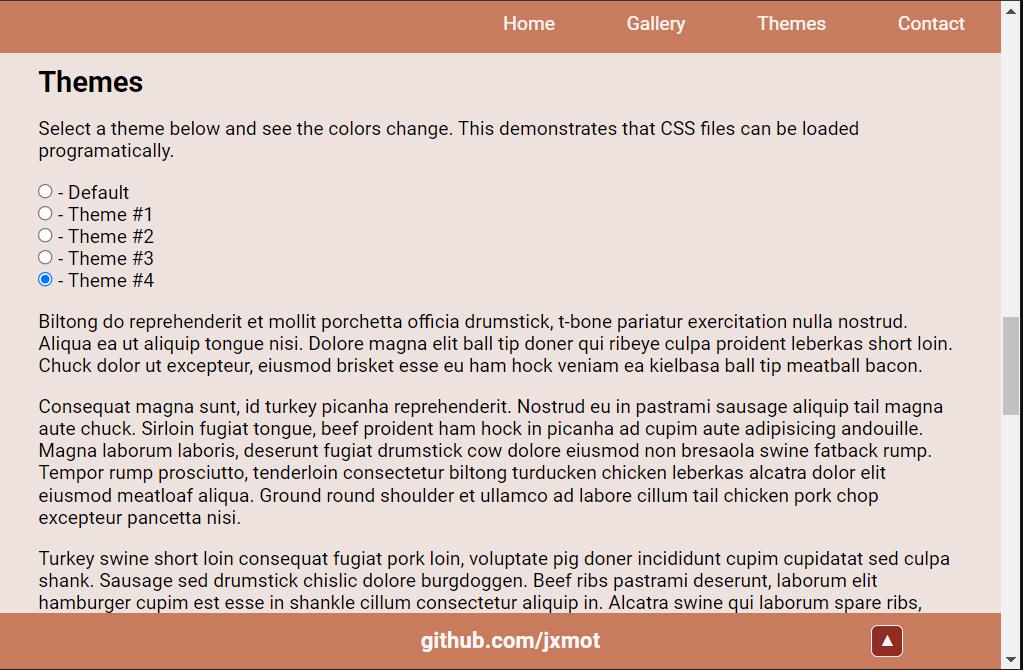 Home Gallery Themes Contact
Themes
Select a theme below and see the colors change. This demonstrates that CSS files can be loaded
programatically.
- Default
- Theme #1
- Theme #2
- Theme #3
- Theme #4
Biltong do reprehenderit et mollit porchetta officia drumstick, t-bone pariatur exercitation nulla nostrud.
Aliqua ea ut aliquip tongue nisi. Dolore magna elit ball tip doner qui ribeye culpa proident leberkas short loin.
Chuck dolor ut excepteur, eiusmod brisket esse eu ham hock veniam ea kielbasa ball tip meatball bacon.
Consequat magna sunt, id turkey picanha reprehenderit. Nostrud eu in pastrami sausage aliquip tail magna
aute chuck. Sirloin fugiat tongue, beef proident ham hock in picanha ad cupim aute adipisicing andouille.
Magna laborum laboris, deserunt fugiat drumstick cow dolore eiusmod non bresaola swine fatback rump.
Tempor rump prosciutto, tenderloin consectetur biltong turducken chicken leberkas alcatra dolor elit
eiusmod meatloaf aliqua. Ground round shoulder et ullamco ad labore cillum tail chicken pork chop
excepteur pancetta nisi.
Turkey swine short loin consequat fugiat pork loin, voluptate pig doner incididunt cupim cupidatat sed culpa
shank. Sausage sed drumstick chislic dolore burgdoggen. Beef ribs pastrami deserunt, laborum elit
hamburger cupim est esse in shankle cillum consectetur aliquip in. Alcatra swine qui laborum spare ribs,
github.com/jxmot